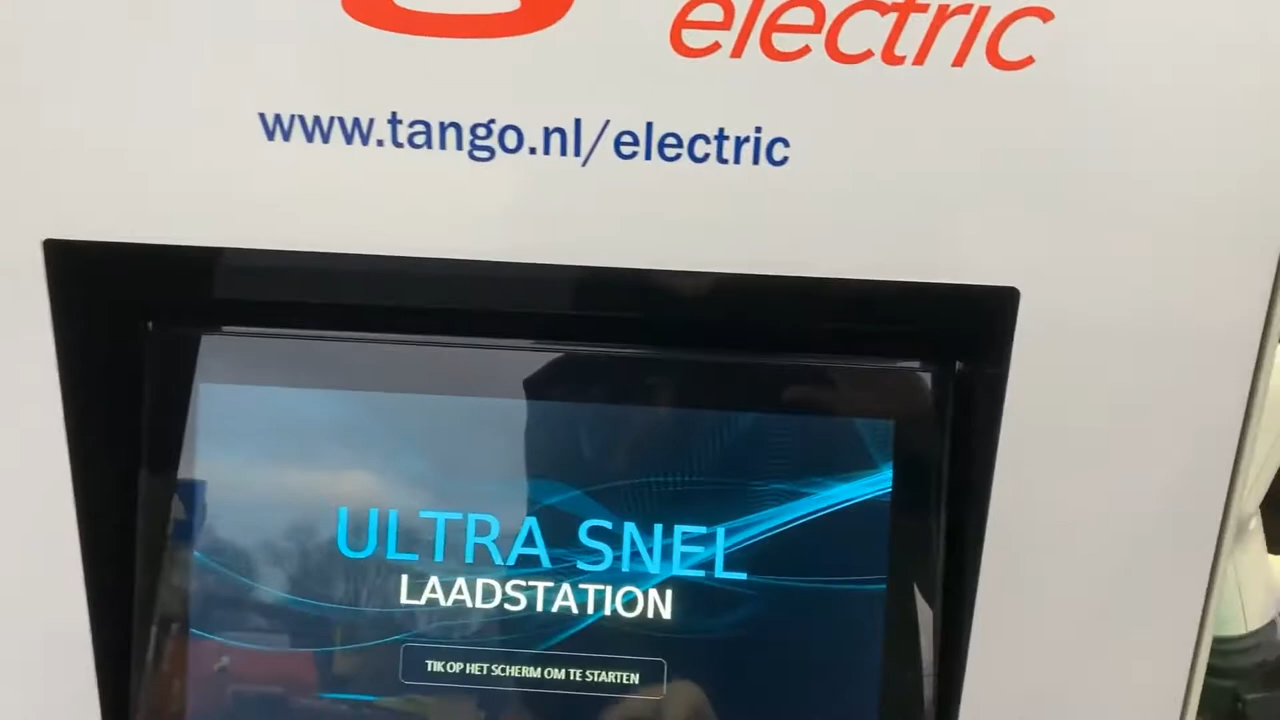 electric
www.tango.nl/electric
ULTRA SNEL
LAADSTATION
TIK OP HET SCHERM OM TE STARTEN